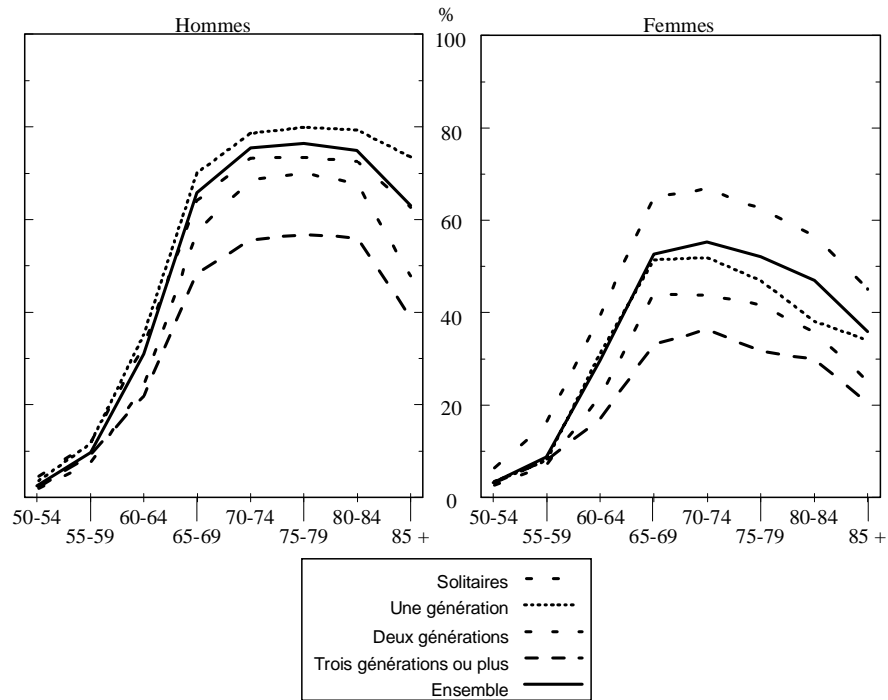 %
Hommes
Femmes
100
80
60
40
20
0
50-54 60-64 70-74 80-84
55-59 65-69 75-79 85 +
50-54 60-64 70-74 80-84
55-59 65-69 75-79 85 +
Solitaires
Une génération
Deux générations
Trois générations ou plus
Ensemble